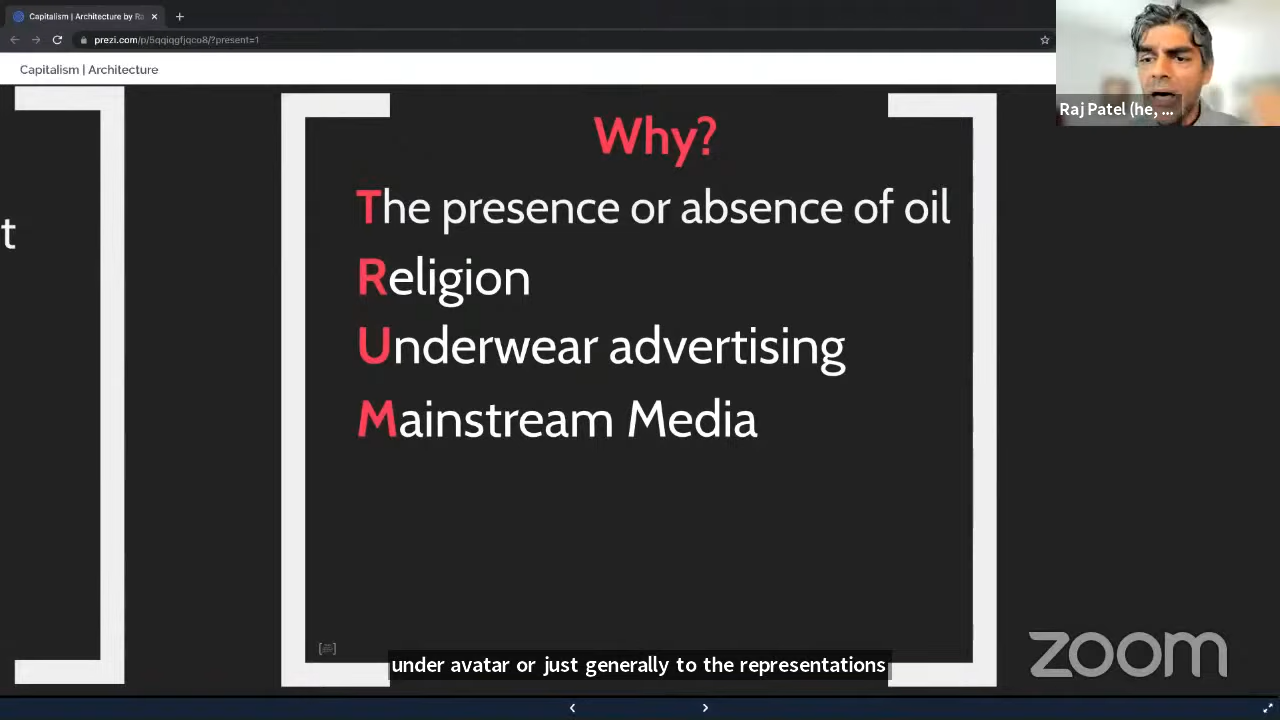 Capitalism | Architecture by Ra
prezi.com/p/5qqiqgfjqco8/?present=1
Capitalism | Architecture
Raj Patel (he, ...
t
Why?
The presence or absence of oil
Religion
Underwear advertising
Mainstream Media
under avatar or just generally to the representations
zoom